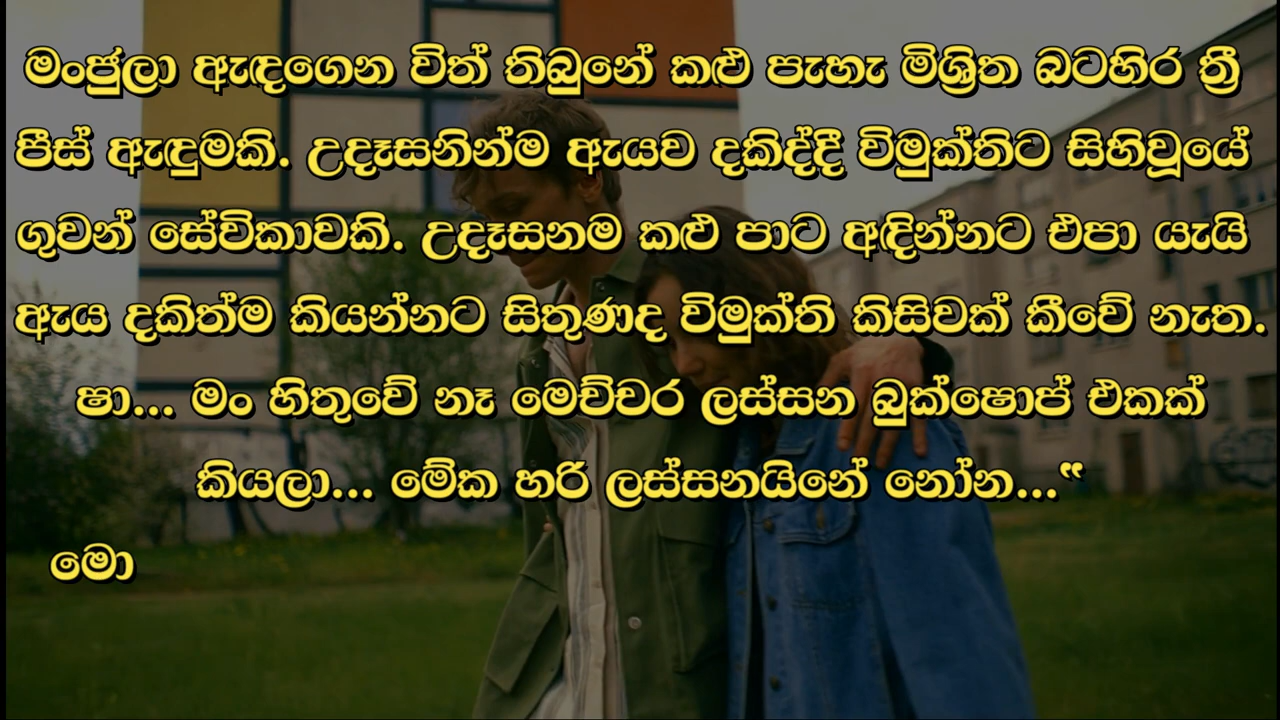 මංජුලා ඇඳගෙන විත් තිබුනේ කළු පැහැ මිශ්‍රිත බටහිර ත්‍රී
පීස් ඇඳුමකි. උදෑසනින්ම ඇයව දකිද්දී විමුක්තිට සිහිවූයේ
ගුවන් සේවිකාවකි. උදෑසනම කළු පාට අඳින්නට එපා යැයි
ඇය දකිත්ම කියන්නට සිතුණද විමුක්ති කිසිවක් කීවේ නැත.
ෂා... මං හිතුවේ නෑ මෙච්චර ලස්සන බුක්ෂොප් එකක්
කියලා... මේක හරි ලස්සනයිනේ නෝන...“
මො